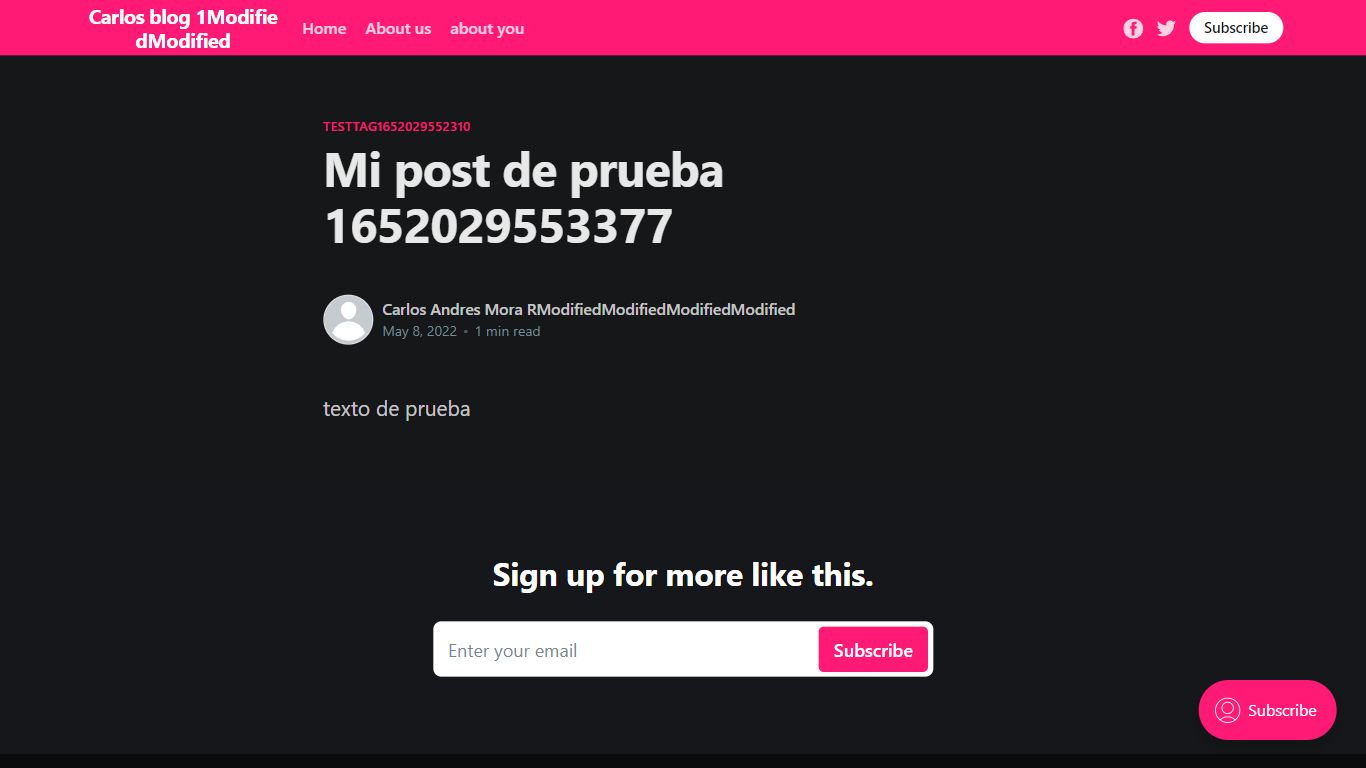 Carlos blog 1Modifie
dModified
Home
About us
about you
Subscribe
TESTTAG1652029552310
Mi post de prueba
1652029553377
Carlos Andres Mora RModifiedModifiedModifiedModified
May 8, 2022 • 1 min read
texto de prueba
Sign up for more like this.
Enter your email
Subscribe
Subscribe